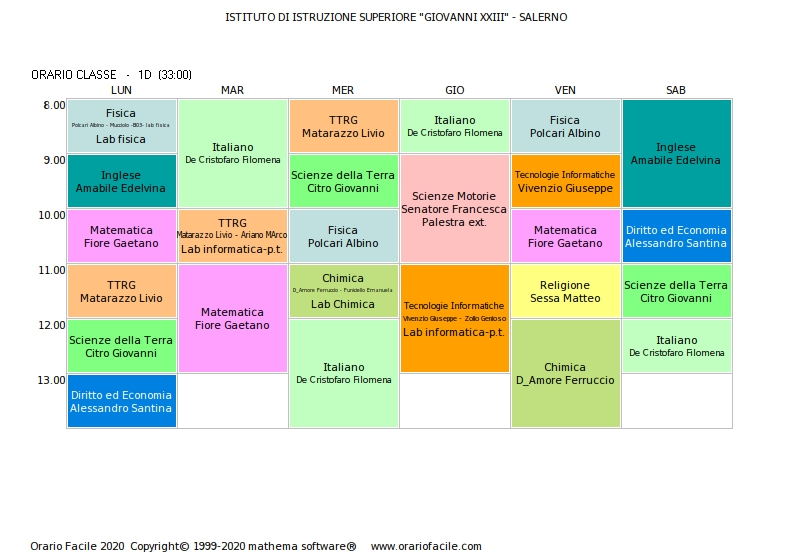 ISTITUTO DI ISTRUZIONE SUPERIORE "GIOVANNI XXIII" - SALERNO
ORARIO CLASSE - 1D (33:00)
LUN MAR MER GIO VEN SAB
8.00
Fisica
Polcari Albino - Mucciolo -B03- lab fisica
Lab fisica
Italiano
De Cristofaro Filomena
TTRG
Matarazzo Livio
Italiano
De Cristofaro Filomena
Fisica
Polcari Albino
Inglese
Amabile Edelvina
9.00
Inglese
Amabile Edelvina
Scienze della Terra
Citro Giovanni
Scienze Motorie
Senatore Francesca
Palestra ext.
Tecnologie Informatiche
Vivenzio Giuseppe
10.00
Matematica
Fiore Gaetano
TTRG
Matarazzo Livio - Ariano MArco
Lab informatica-p.t.
Fisica
Polcari Albino
Matematica
Fiore Gaetano
Diritto ed Economia
Alessandro Santina
11.00
TTRG
Matarazzo Livio
Matematica
Fiore Gaetano
Chimica
D_Amore Ferruccio - Funicello Emanuela
Lab Chimica
Tecnologie Informatiche
Vivenzio Giuseppe - Zollo Gerioso
Lab informatica-p.t.
Religione
Sessa Matteo
Scienze della Terra
Citro Giovanni
12.00
Scienze della Terra
Citro Giovanni
Italiano
De Cristofaro Filomena
Chimica
D_Amore Ferruccio
Italiano
De Cristofaro Filomena
13.00
Diritto ed Economia
Alessandro Santina
Orario Facile 2020 Copyright© 1999-2020 mathema software® www.orariofacile.com